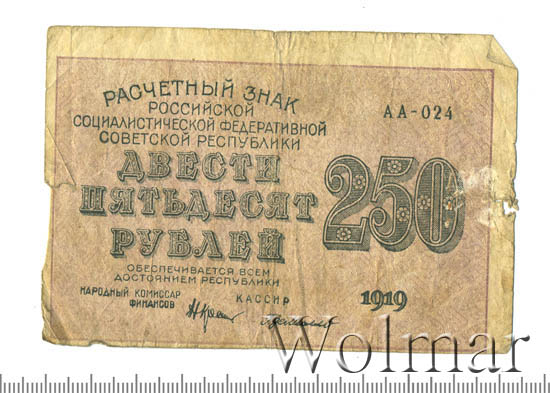 РАСЧЕТНЫЙ ЗНАК
РОССИЙСКОЙ
СОЦИАЛИСТИЧЕСКОЙ ФЕДЕРАТИВНОЙ
СОВЕТСКОЙ РЕСПУБЛИКИ
АА-024
ДВЕСТИ
ПЯТЬДЕСЯТ
РУБЛЕЙ
250
ОБЕСПЕЧИВАЕТСЯ ВСЕМ
ДОСТОЯНИЕМ РЕСПУБЛИКИ
НАРОДНЫЙ КОМИССАР
ФИНАНСОВ
КАССИР
1919
Wolmar